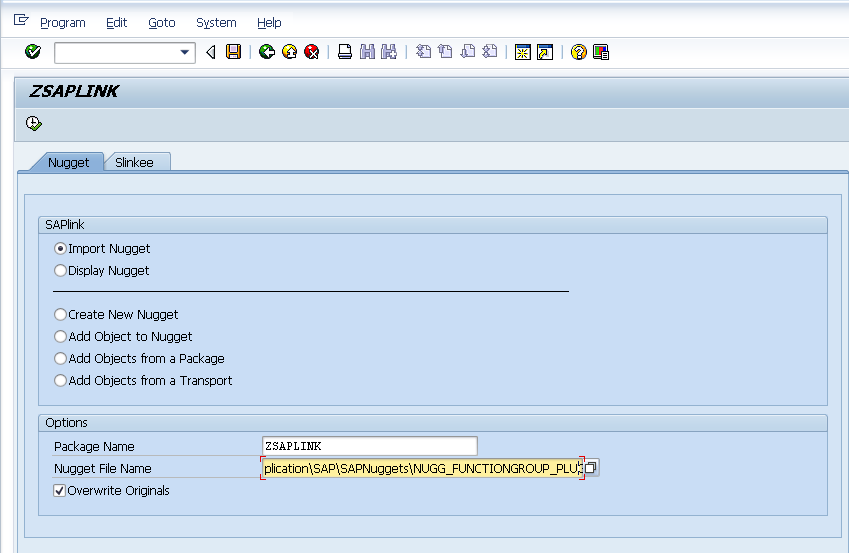 Program Edit Goto System Help
ZSAPLINK
Nugget Slinkee
SAPlink
Import Nugget
Display Nugget
Create New Nugget
Add Object to Nugget
Add Objects from a Package
Add Objects from a Transport
Options
Package Name ZSAPLINK
Nugget File Name plication\SAP\SAPNuggets\NUGG_FUNCTIONGROUP_PLU
Overwrite Originals